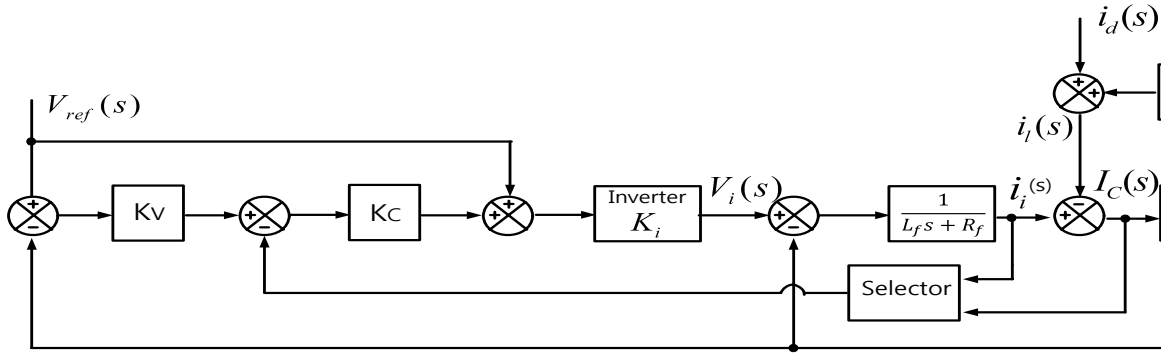 i_d(s)
V_ref(s)
+
+
+
i_l(s)
+
-
Kv
+
-
Kc
+
+
Inverter
K_i
V_i(s)
+
-
1
L_f s + R_f
i_i(s)
+
-
I_C(s)
Selector